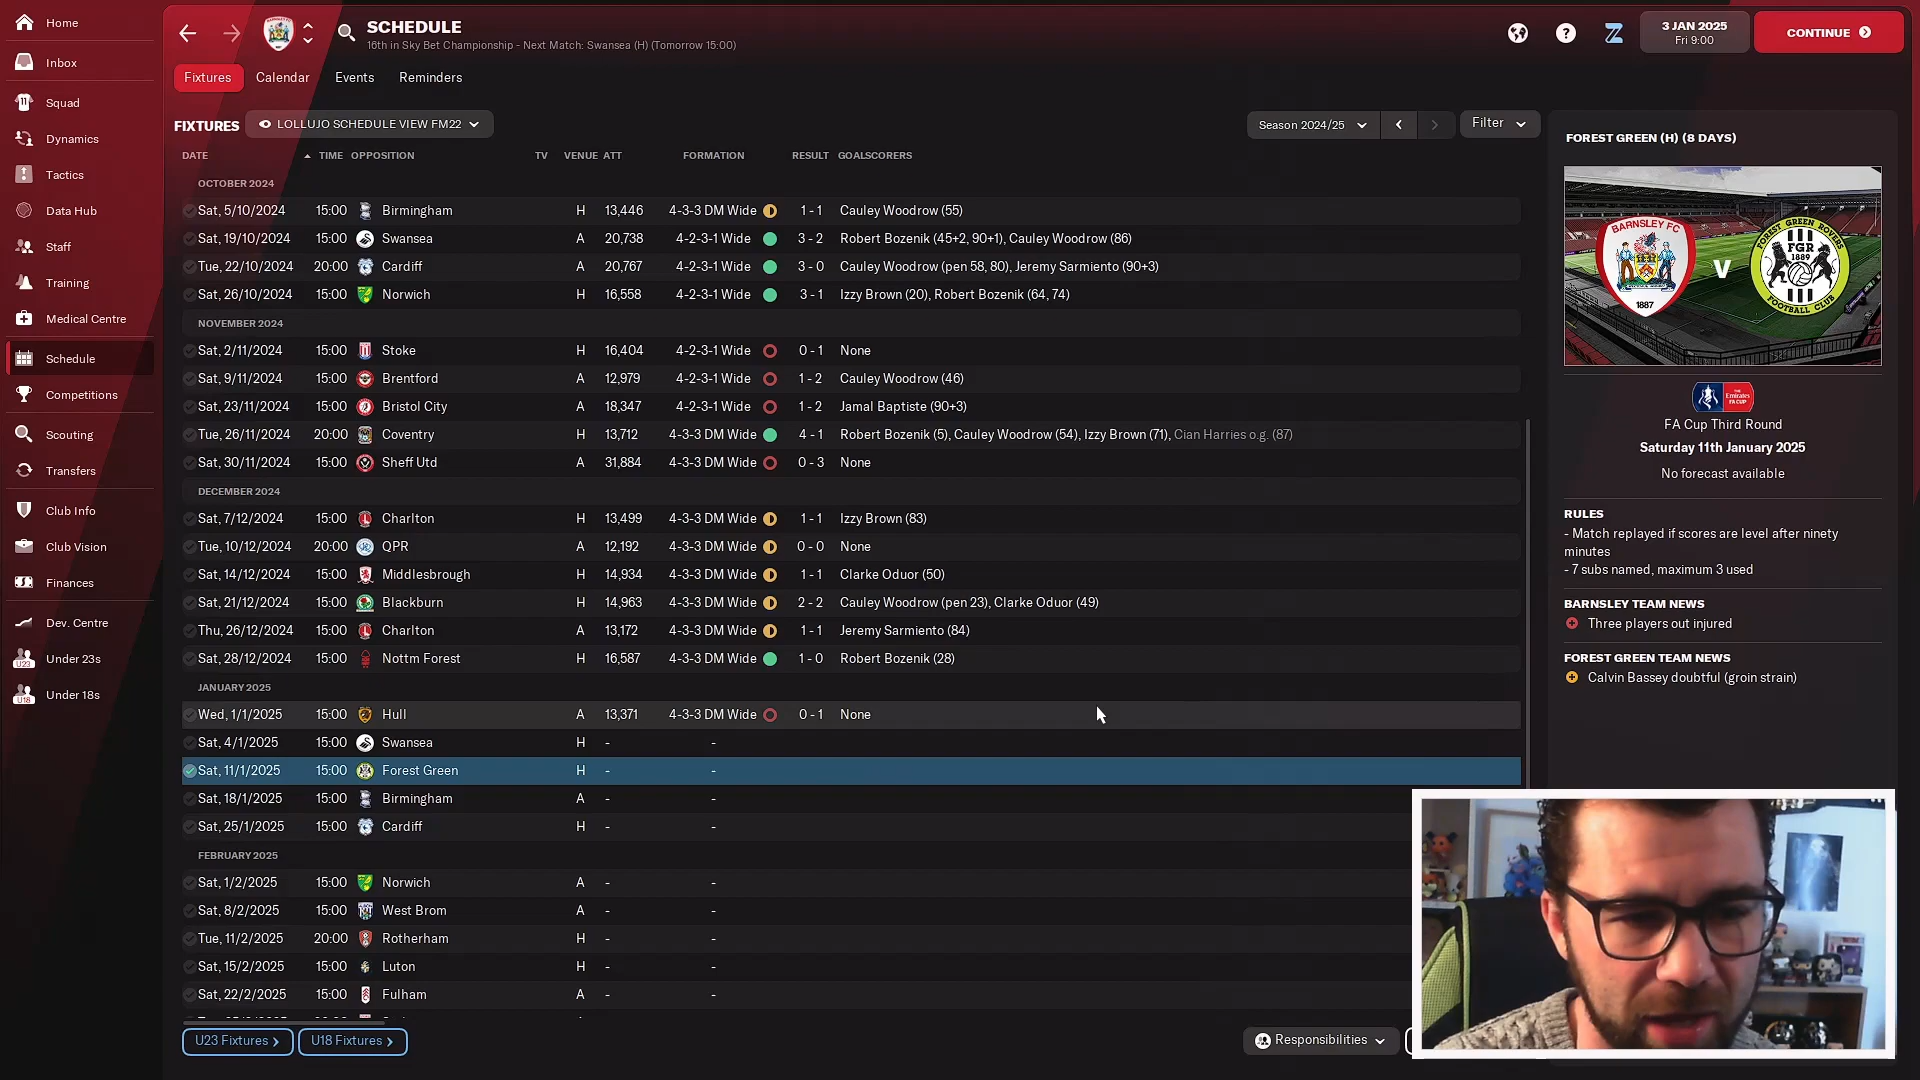 Home
Inbox
Squad
Dynamics
Tactics
Data Hub
Staff
Training
Medical Centre
Schedule
Competitions
Scouting
Transfers
Club Info
Club Vision
Finances
Dev. Centre
U23 Under 23s
U18 Under 18s
SCHEDULE
16th in Sky Bet Championship - Next Match: Swansea (H) (Tomorrow 15:00)
3 JAN 2025
Fri 9:00
CONTINUE
Fixtures Calendar Events Reminders
FIXTURES LOLLUJO SCHEDULE VIEW FM22 Season 2024/25 Filter
DATE TIME OPPOSITION TV VENUE ATT FORMATION RESULT GOALSCORERS
OCTOBER 2024
Sat, 5/10/2024 15:00 Birmingham H 13,446 4-3-3 DM Wide 1 - 1 Cauley Woodrow (55)
Sat, 19/10/2024 15:00 Swansea A 20,738 4-2-3-1 Wide 3 - 2 Robert Bozenik (45+2, 90+1), Cauley Woodrow (86)
Tue, 22/10/2024 20:00 Cardiff A 20,767 4-2-3-1 Wide 3 - 0 Cauley Woodrow (pen 58, 80), Jeremy Sarmiento (90+3)
Sat, 26/10/2024 15:00 Norwich H 16,558 4-2-3-1 Wide 3 - 1 Izzy Brown (20), Robert Bozenik (64, 74)
NOVEMBER 2024
Sat, 2/11/2024 15:00 Stoke H 16,404 4-2-3-1 Wide 0 - 1 None
Sat, 9/11/2024 15:00 Brentford A 12,979 4-2-3-1 Wide 1 - 2 Cauley Woodrow (46)
Sat, 23/11/2024 15:00 Bristol City A 18,347 4-2-3-1 Wide 1 - 2 Jamal Baptiste (90+3)
Tue, 26/11/2024 20:00 Coventry H 13,712 4-3-3 DM Wide 4 - 1 Robert Bozenik (5), Cauley Woodrow (54), Izzy Brown (71), Cian Harries o.g. (87)
Sat, 30/11/2024 15:00 Sheff Utd A 31,884 4-3-3 DM Wide 0 - 3 None
DECEMBER 2024
Sat, 7/12/2024 15:00 Charlton H 13,499 4-3-3 DM Wide 1 - 1 Izzy Brown (83)
Tue, 10/12/2024 20:00 QPR A 12,192 4-3-3 DM Wide 0 - 0 None
Sat, 14/12/2024 15:00 Middlesbrough H 14,934 4-3-3 DM Wide 1 - 1 Clarke Oduor (50)
Sat, 21/12/2024 15:00 Blackburn H 14,963 4-3-3 DM Wide 2 - 2 Cauley Woodrow (pen 23), Clarke Oduor (49)
Thu, 26/12/2024 15:00 Charlton A 13,172 4-3-3 DM Wide 1 - 1 Jeremy Sarmiento (84)
Sat, 28/12/2024 15:00 Nottm Forest H 16,587 4-3-3 DM Wide 1 - 0 Robert Bozenik (28)
JANUARY 2025
Wed, 1/1/2025 15:00 Hull A 13,371 4-3-3 DM Wide 0 - 1 None
Sat, 4/1/2025 15:00 Swansea H - -
Sat, 11/1/2025 15:00 Forest Green H - -
Sat, 18/1/2025 15:00 Birmingham A - -
Sat, 25/1/2025 15:00 Cardiff H - -
FEBRUARY 2025
Sat, 1/2/2025 15:00 Norwich A - -
Sat, 8/2/2025 15:00 West Brom A - -
Tue, 11/2/2025 20:00 Rotherham H - -
Sat, 15/2/2025 15:00 Luton H - -
Sat, 22/2/2025 15:00 Fulham A - -
U23 Fixtures U18 Fixtures Responsibilities
FOREST GREEN (H) (8 DAYS)
BARNSLEY FC
1887
V
FOREST GREEN ROVERS
FGR
1889
FOOTBALL CLUB
Emirates
FA CUP
FA Cup Third Round
Saturday 11th January 2025
No forecast available
RULES
- Match replayed if scores are level after ninety
minutes
- 7 subs named, maximum 3 used
BARNSLEY TEAM NEWS
Three players out injured
FOREST GREEN TEAM NEWS
Calvin Bassey doubtful (groin strain)